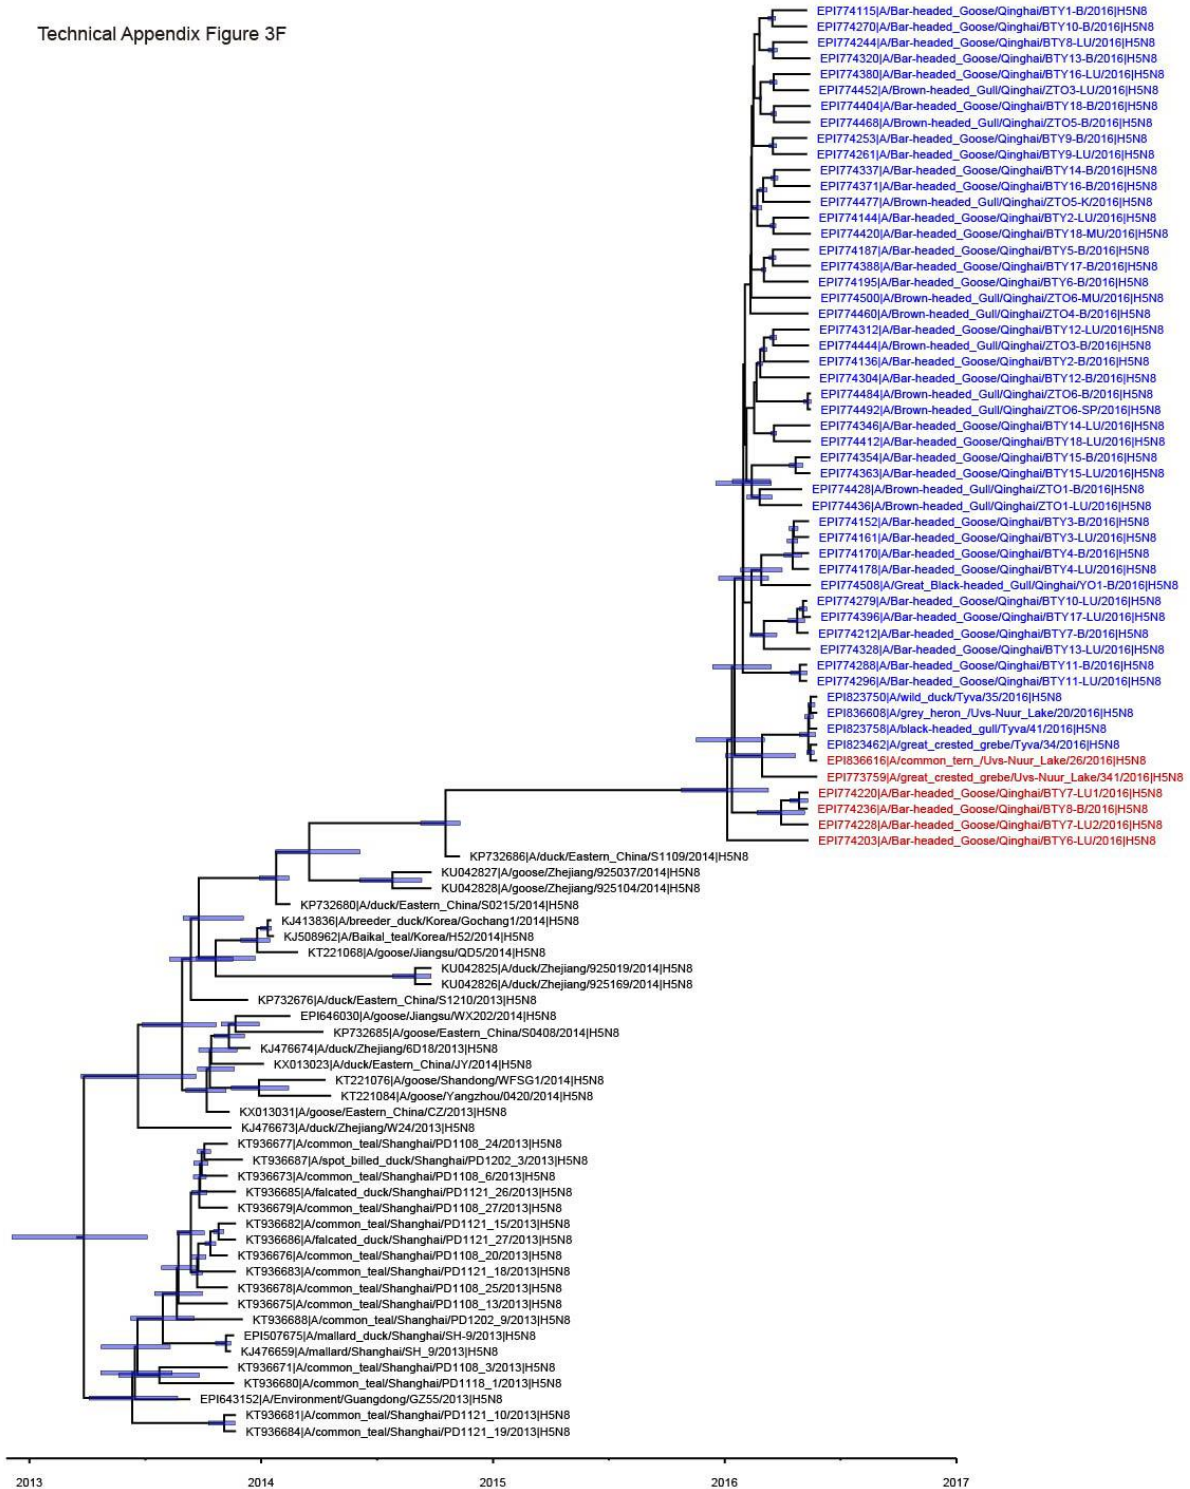 Technical Appendix Figure 3F
EPI774115|A/Bar-headed_Goose/Qinghai/BTY1-B/2016|H5N8
EPI774270|A/Bar-headed_Goose/Qinghai/BTY10-B/2016|H5N8
EPI774244|A/Bar-headed_Goose/Qinghai/BTY8-LU/2016|H5N8
EPI774320|A/Bar-headed_Goose/Qinghai/BTY13-B/2016|H5N8
EPI774380|A/Bar-headed_Goose/Qinghai/BTY16-LU/2016|H5N8
EPI774452|A/Brown-headed_Gull/Qinghai/ZTO3-LU/2016|H5N8
EPI774404|A/Bar-headed_Goose/Qinghai/BTY18-B/2016|H5N8
EPI774468|A/Brown-headed_Gull/Qinghai/ZTO5-B/2016|H5N8
EPI774253|A/Bar-headed_Goose/Qinghai/BTY9-B/2016|H5N8
EPI774261|A/Bar-headed_Goose/Qinghai/BTY9-LU/2016|H5N8
EPI774337|A/Bar-headed_Goose/Qinghai/BTY14-B/2016|H5N8
EPI774371|A/Bar-headed_Goose/Qinghai/BTY16-B/2016|H5N8
EPI774477|A/Brown-headed_Gull/Qinghai/ZTO5-K/2016|H5N8
EPI774144|A/Bar-headed_Goose/Qinghai/BTY2-LU/2016|H5N8
EPI774420|A/Bar-headed_Goose/Qinghai/BTY18-MU/2016|H5N8
EPI774187|A/Bar-headed_Goose/Qinghai/BTY5-B/2016|H5N8
EPI774388|A/Bar-headed_Goose/Qinghai/BTY17-B/2016|H5N8
EPI774195|A/Bar-headed_Goose/Qinghai/BTY6-B/2016|H5N8
EPI774500|A/Brown-headed_Gull/Qinghai/ZTO6-MU/2016|H5N8
EPI774460|A/Brown-headed_Gull/Qinghai/ZTO4-B/2016|H5N8
EPI774312|A/Bar-headed_Goose/Qinghai/BTY12-LU/2016|H5N8
EPI774444|A/Brown-headed_Gull/Qinghai/ZTO3-B/2016|H5N8
EPI774136|A/Bar-headed_Goose/Qinghai/BTY2-B/2016|H5N8
EPI774304|A/Bar-headed_Goose/Qinghai/BTY12-B/2016|H5N8
EPI774484|A/Brown-headed_Gull/Qinghai/ZTO6-B/2016|H5N8
EPI774492|A/Brown-headed_Gull/Qinghai/ZTO6-SP/2016|H5N8
EPI774346|A/Bar-headed_Goose/Qinghai/BTY14-LU/2016|H5N8
EPI774412|A/Bar-headed_Goose/Qinghai/BTY18-LU/2016|H5N8
EPI774354|A/Bar-headed_Goose/Qinghai/BTY15-B/2016|H5N8
EPI774363|A/Bar-headed_Goose/Qinghai/BTY15-LU/2016|H5N8
EPI774428|A/Brown-headed_Gull/Qinghai/ZTO1-B/2016|H5N8
EPI774436|A/Brown-headed_Gull/Qinghai/ZTO1-LU/2016|H5N8
EPI774152|A/Bar-headed_Goose/Qinghai/BTY3-B/2016|H5N8
EPI774161|A/Bar-headed_Goose/Qinghai/BTY3-LU/2016|H5N8
EPI774170|A/Bar-headed_Goose/Qinghai/BTY4-B/2016|H5N8
EPI774178|A/Bar-headed_Goose/Qinghai/BTY4-LU/2016|H5N8
EPI774508|A/Great_Black-headed_Gull/Qinghai/YO1-B/2016|H5N8
EPI774279|A/Bar-headed_Goose/Qinghai/BTY10-LU/2016|H5N8
EPI774396|A/Bar-headed_Goose/Qinghai/BTY17-LU/2016|H5N8
EPI774212|A/Bar-headed_Goose/Qinghai/BTY7-B/2016|H5N8
EPI774328|A/Bar-headed_Goose/Qinghai/BTY13-LU/2016|H5N8
EPI774288|A/Bar-headed_Goose/Qinghai/BTY11-B/2016|H5N8
EPI774296|A/Bar-headed_Goose/Qinghai/BTY11-LU/2016|H5N8
EPI823750|A/wild_duck/Tyva/35/2016|H5N8
EPI836608|A/grey_heron_/Uvs-Nuur_Lake/20/2016|H5N8
EPI823758|A/black-headed_gull/Tyva/41/2016|H5N8
EPI823462|A/great_crested_grebe/Tyva/34/2016|H5N8
EPI836616|A/common_tern_/Uvs-Nuur_Lake/26/2016|H5N8
EPI773759|A/great_crested_grebe/Uvs-Nuur_Lake/341/2016|H5N8
EPI774220|A/Bar-headed_Goose/Qinghai/BTY7-LU1/2016|H5N8
EPI774236|A/Bar-headed_Goose/Qinghai/BTY8-B/2016|H5N8
EPI774228|A/Bar-headed_Goose/Qinghai/BTY7-LU2/2016|H5N8
EPI774203|A/Bar-headed_Goose/Qinghai/BTY6-LU/2016|H5N8
KP732686|A/duck/Eastern_China/S1109/2014|H5N8
KU042827|A/goose/Zhejiang/925037/2014|H5N8
KU042828|A/goose/Zhejiang/925104/2014|H5N8
KP732680|A/duck/Eastern_China/S0215/2014|H5N8
KJ413836|A/breeder_duck/Korea/Gochang1/2014|H5N8
KJ508962|A/Baikal_teal/Korea/H52/2014|H5N8
KT221068|A/goose/Jiangsu/QD5/2014|H5N8
KU042825|A/duck/Zhejiang/925019/2014|H5N8
KU042826|A/duck/Zhejiang/925169/2014|H5N8
KP732676|A/duck/Eastern_China/S1210/2013|H5N8
EPI646030|A/goose/Jiangsu/WX202/2014|H5N8
KP732685|A/goose/Eastern_China/S0408/2014|H5N8
KJ476674|A/duck/Zhejiang/6D18/2013|H5N8
KX013023|A/duck/Eastern_China/JY/2014|H5N8
KT221076|A/goose/Shandong/WFSG1/2014|H5N8
KT221084|A/goose/Yangzhou/0420/2014|H5N8
KX013031|A/goose/Eastern_China/CZ/2013|H5N8
KJ476673|A/duck/Zhejiang/W24/2013|H5N8
KT936677|A/common_teal/Shanghai/PD1108_24/2013|H5N8
KT936687|A/spot_billed_duck/Shanghai/PD1202_3/2013|H5N8
KT936673|A/common_teal/Shanghai/PD1108_6/2013|H5N8
KT936685|A/falcated_duck/Shanghai/PD1121_26/2013|H5N8
KT936679|A/common_teal/Shanghai/PD1108_27/2013|H5N8
KT936682|A/common_teal/Shanghai/PD1121_15/2013|H5N8
KT936686|A/falcated_duck/Shanghai/PD1121_27/2013|H5N8
KT936676|A/common_teal/Shanghai/PD1108_20/2013|H5N8
KT936683|A/common_teal/Shanghai/PD1121_18/2013|H5N8
KT936678|A/common_teal/Shanghai/PD1108_25/2013|H5N8
KT936675|A/common_teal/Shanghai/PD1108_13/2013|H5N8
KT936688|A/common_teal/Shanghai/PD1202_9/2013|H5N8
EPI507675|A/mallard_duck/Shanghai/SH-9/2013|H5N8
KJ476659|A/mallard/Shanghai/SH_9/2013|H5N8
KT936671|A/common_teal/Shanghai/PD1108_3/2013|H5N8
KT936680|A/common_teal/Shanghai/PD1118_1/2013|H5N8
EPI643152|A/Environment/Guangdong/GZ55/2013|H5N8
KT936681|A/common_teal/Shanghai/PD1121_10/2013|H5N8
KT936684|A/common_teal/Shanghai/PD1121_19/2013|H5N8
2013 2014 2015 2016 2017